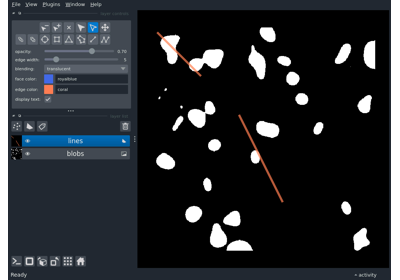 File View Plugins Window Help
opacity: 0.70
edge width:
blending: translucent
face color: royalblue
edge color: coral
display text:
lines
blobs
Ready
activity